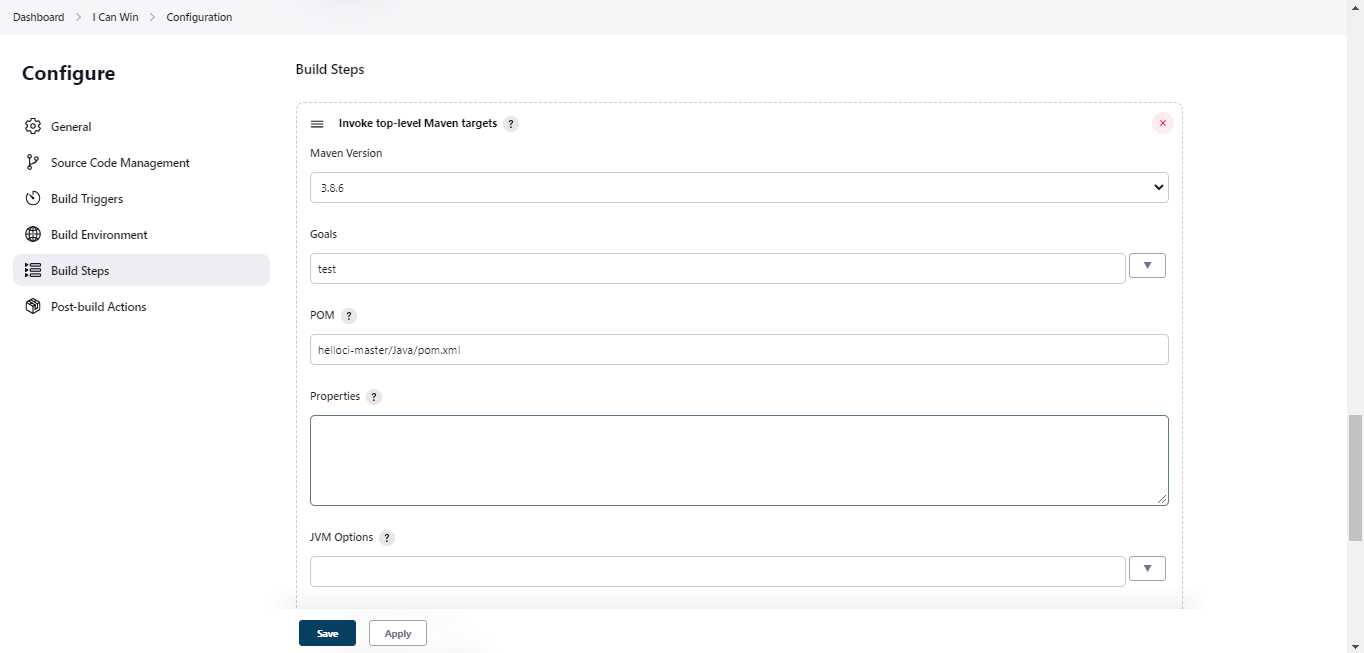 Dashboard > I Can Win > Configuration
Configure
General
Source Code Management
Build Triggers
Build Environment
Build Steps
Post-build Actions
Build Steps
Invoke top-level Maven targets ?
Maven Version
3.8.6
Goals
test
POM ?
helloci-master/Java/pom.xml
Properties ?
JVM Options ?
Save Apply